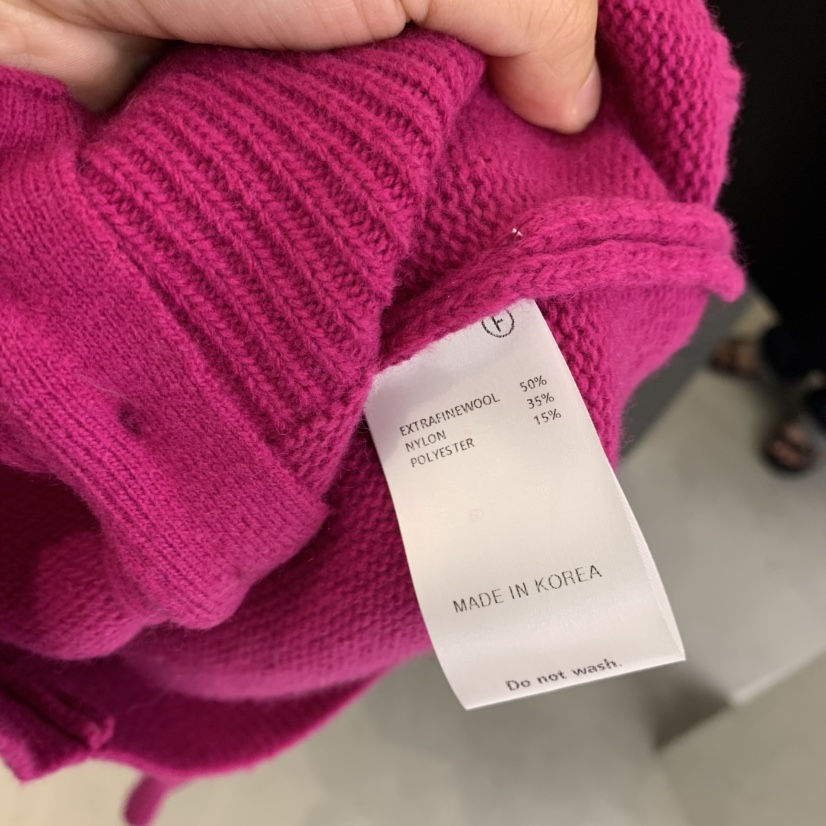 F
EXTRAFINEWOOL 50%
NYLON 35%
POLYESTER 15%
MADE IN KOREA
Do not wash.